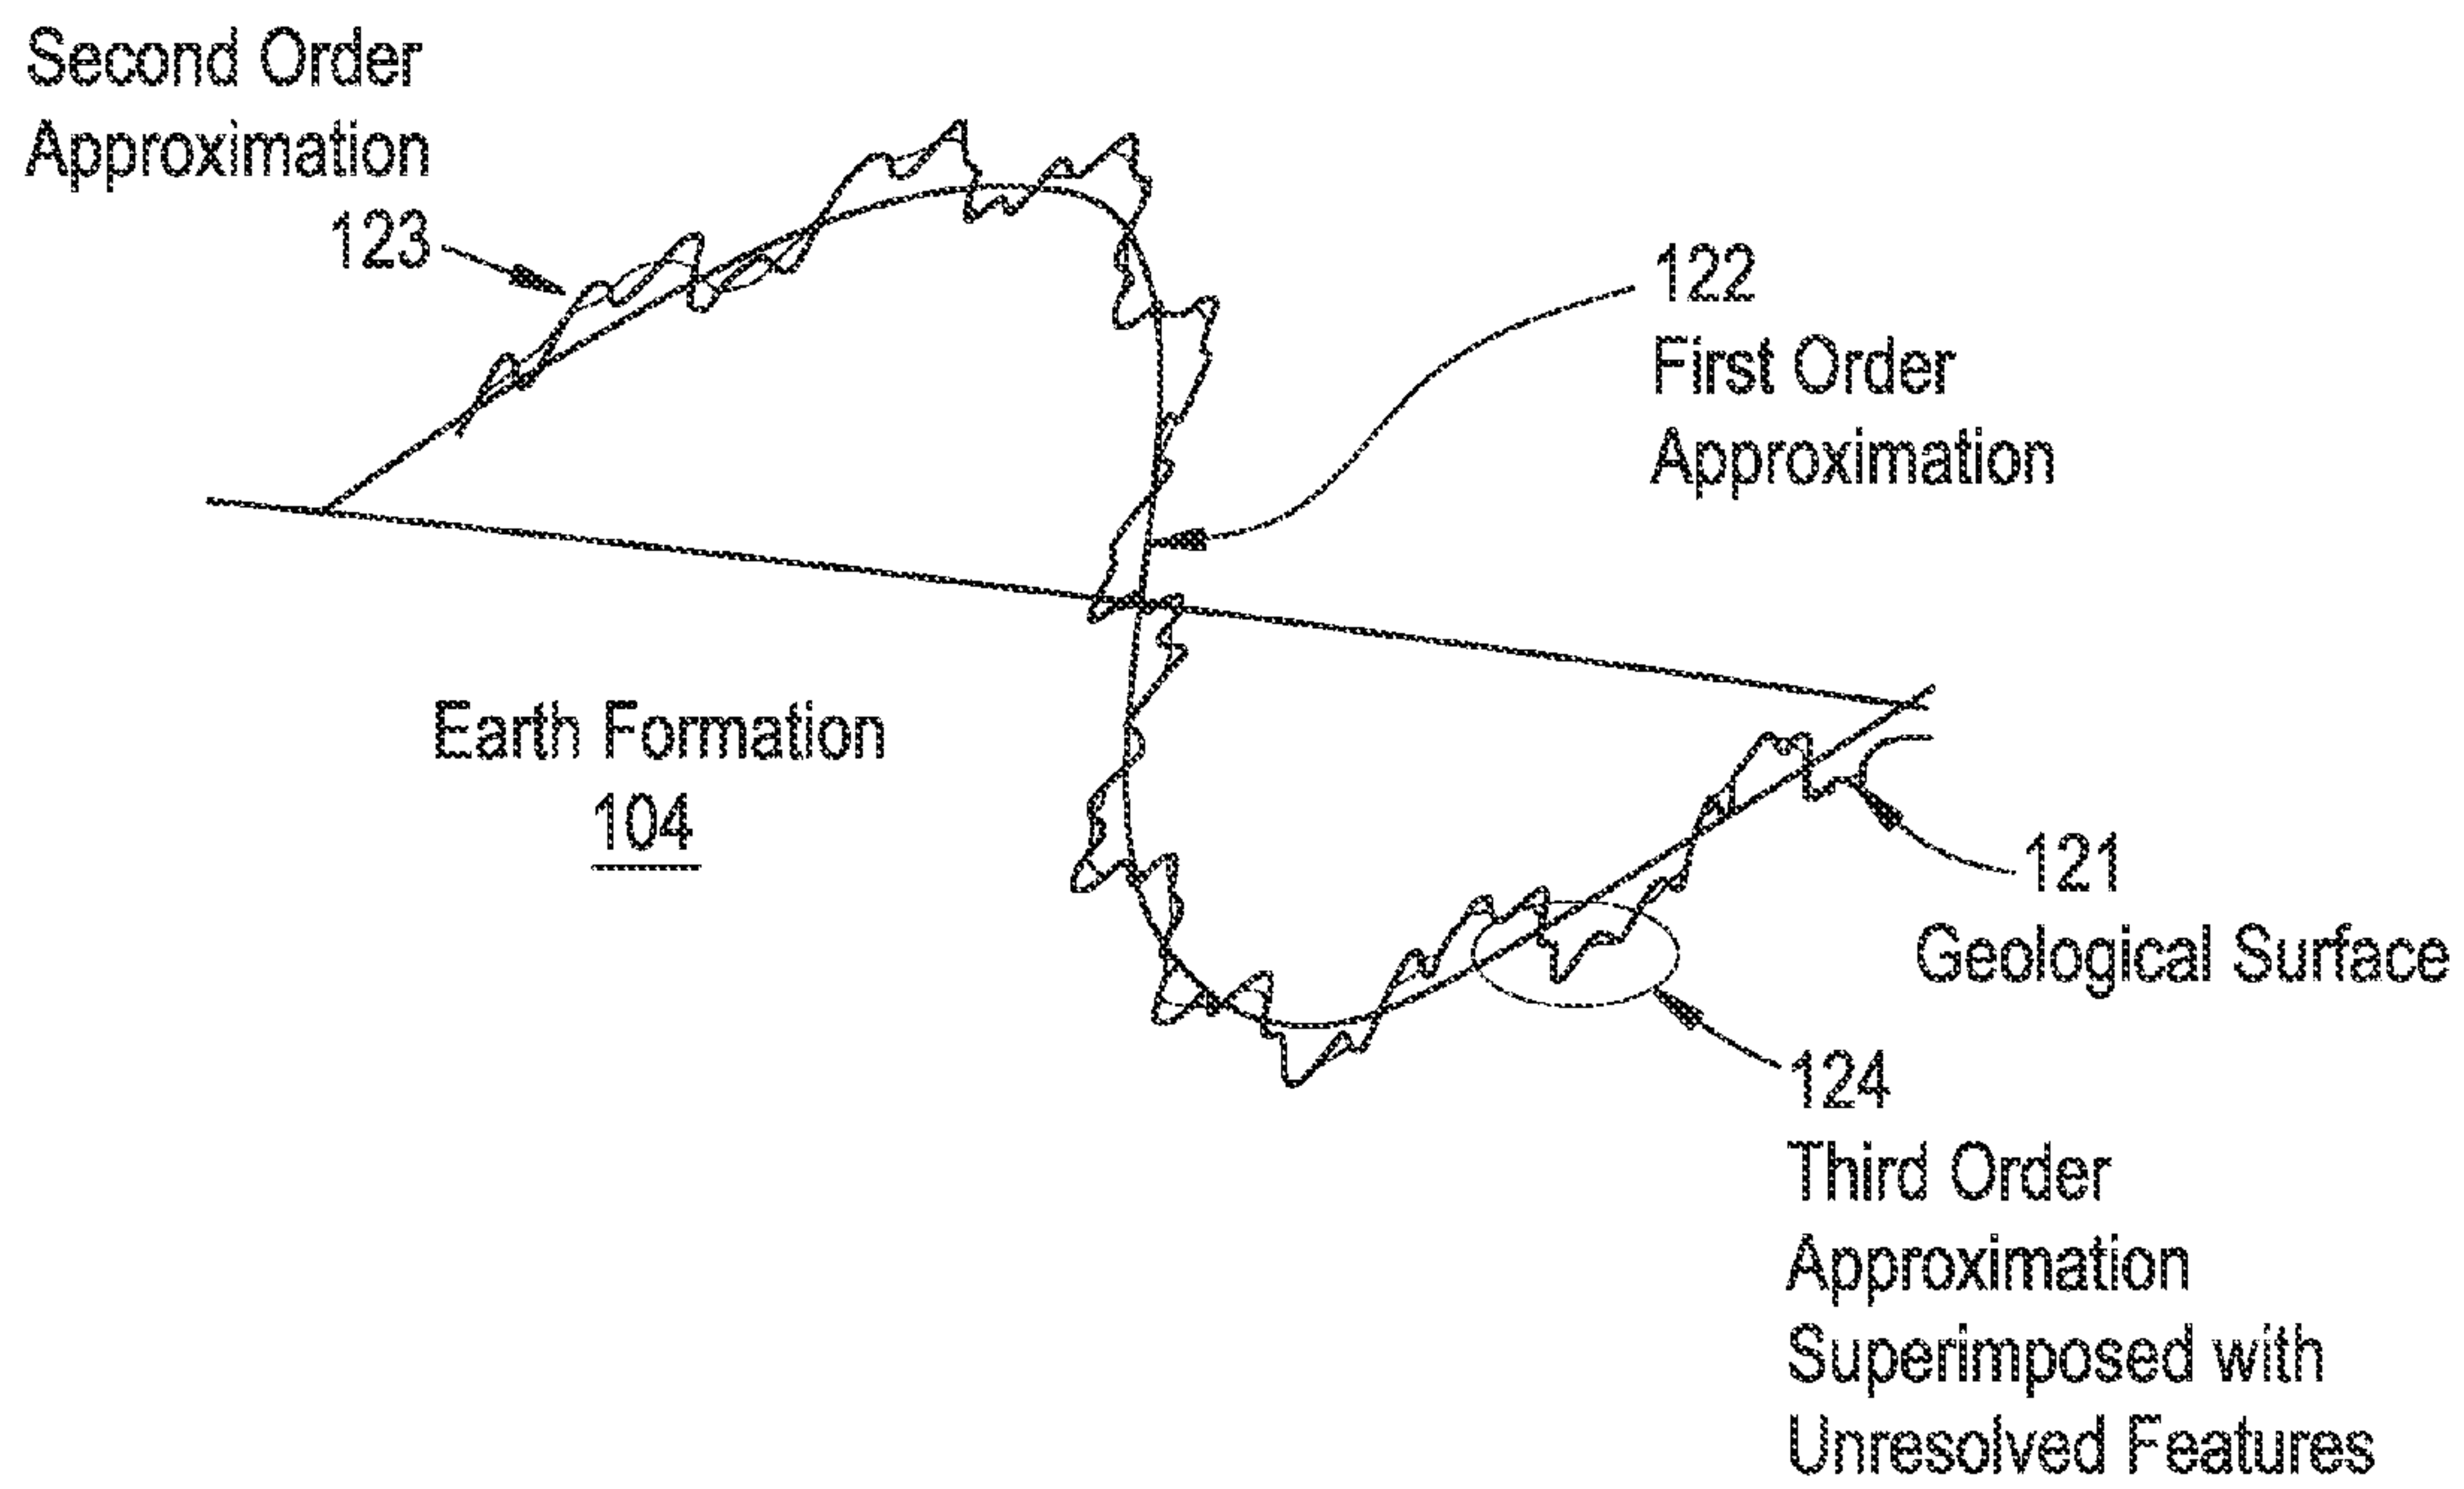 Second Order
Approximation
123
122
First Order
Approximation
Earth Formation
104
121
Geological Surface
124
Third Order
Approximation
Superimposed with
Unresolved Features